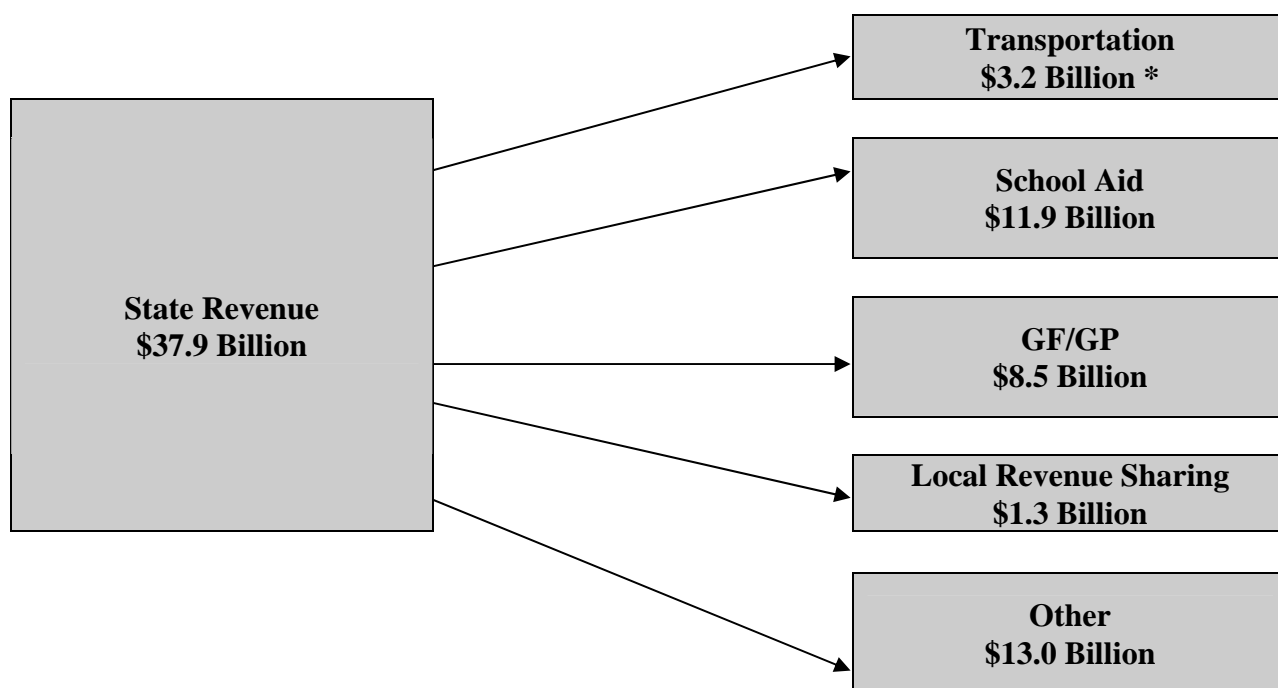 Transportation
$3.2 Billion *
School Aid
$11.9 Billion
State Revenue
$37.9 Billion
GF/GP
$8.5 Billion
Local Revenue Sharing
$1.3 Billion
Other
$13.0 Billion